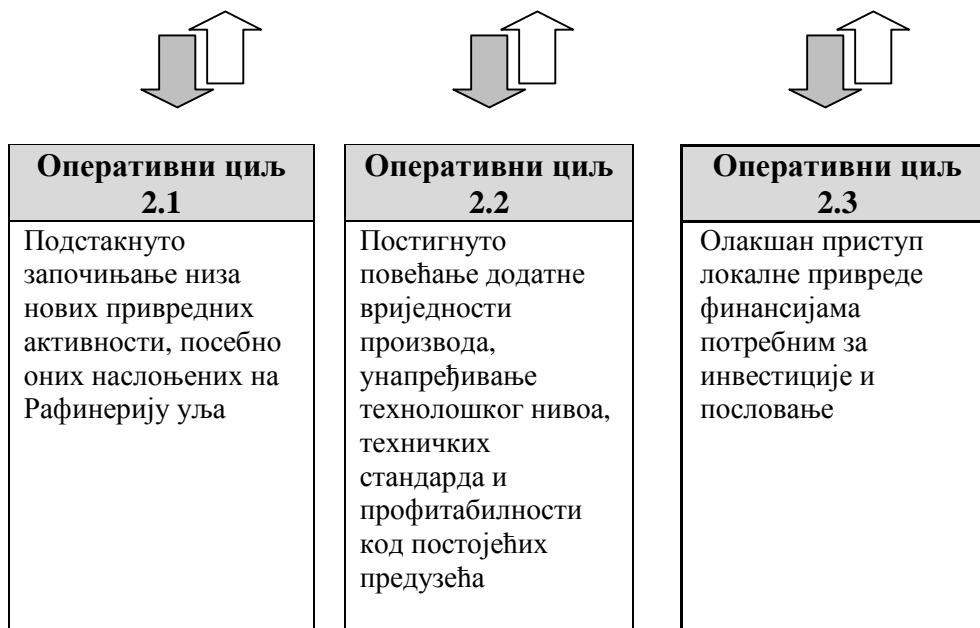 Оперативни циљ
2.1
Подстакнуто
започињање низа
нових привредних
активности, посебно
оних наслоњених на
Рафинерију уља
Оперативни циљ
2.2
Постигнуто
повећање додатне
вриједности
производа,
унапређивање
технолошког нивоа,
техничких
стандарда и
профитабилности
код постојећих
предузећа
Оперативни циљ
2.3
Олакшан приступ
локалне привреде
финансијама
потребним за
инвестиције и
пословање